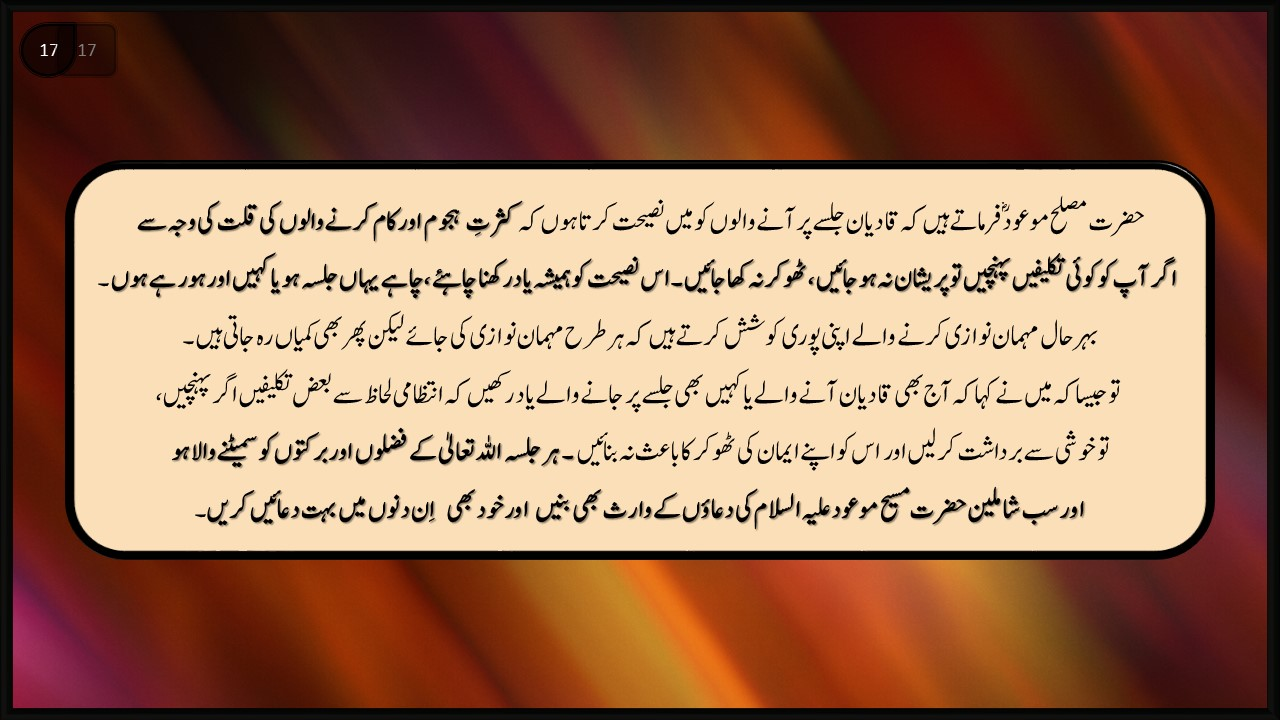 17 17
حضرت مصلح موعودؓ فرماتے ہیں کہ قادیان جلسے پر آنے والوں کو میں نصیحت کرتا ہوں کہ کثرتِ ہجوم اور کام کرنے والوں کی قلت کی وجہ سے
اگر آپ کو کوئی تکلیفیں پہنچیں تو پریشان نہ ہو جائیں، ٹھوکر نہ کھا جائیں۔ اس نصیحت کو ہمیشہ یاد رکھنا چاہئے، چاہے یہاں جلسہ ہو یا کہیں اور ہو رہے ہوں۔
بہر حال مہمان نوازی کرنے والے اپنی پوری کوشش کرتے ہیں کہ ہر طرح مہمان نوازی کی جائے لیکن پھر بھی کمیاں رہ جاتی ہیں۔
تو جیسا کہ میں نے کہا کہ آج بھی قادیان آنے والے یا کہیں بھی جلسے پر جانے والے یاد رکھیں کہ انتظامی لحاظ سے بعض تکلیفیں اگر پہنچیں،
تو خوشی سے برداشت کر لیں اور اس کو اپنے ایمان کی ٹھوکر کا باعث نہ بنائیں۔ ہر جلسہ اللہ تعالیٰ کے فضلوں اور برکتوں کو سمیٹنے والا ہو
اور سب شاملین حضرت مسیح موعود علیہ السلام کی دعاؤں کے وارث بھی بنیں اور خود بھی اِن دنوں میں بہت دعائیں کریں۔